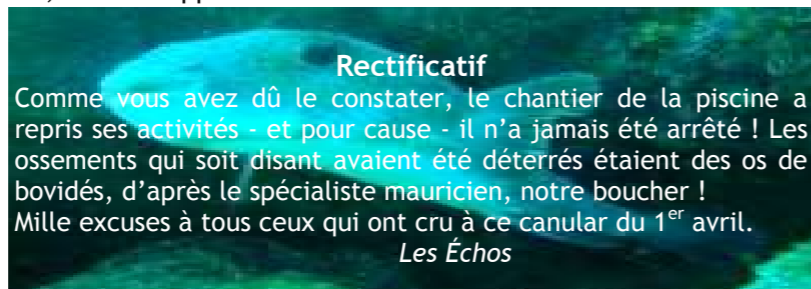 Rectificatif
Comme vous avez dû le constater, le chantier de la piscine a
repris ses activités - et pour cause - il n'a jamais été arrêté ! Les
ossements qui soit disant avaient été déterrés étaient des os de
bovidés, d'après le spécialiste mauricien, notre boucher !
Mille excuses à tous ceux qui ont cru à ce canular du 1er avril.
Les Échos